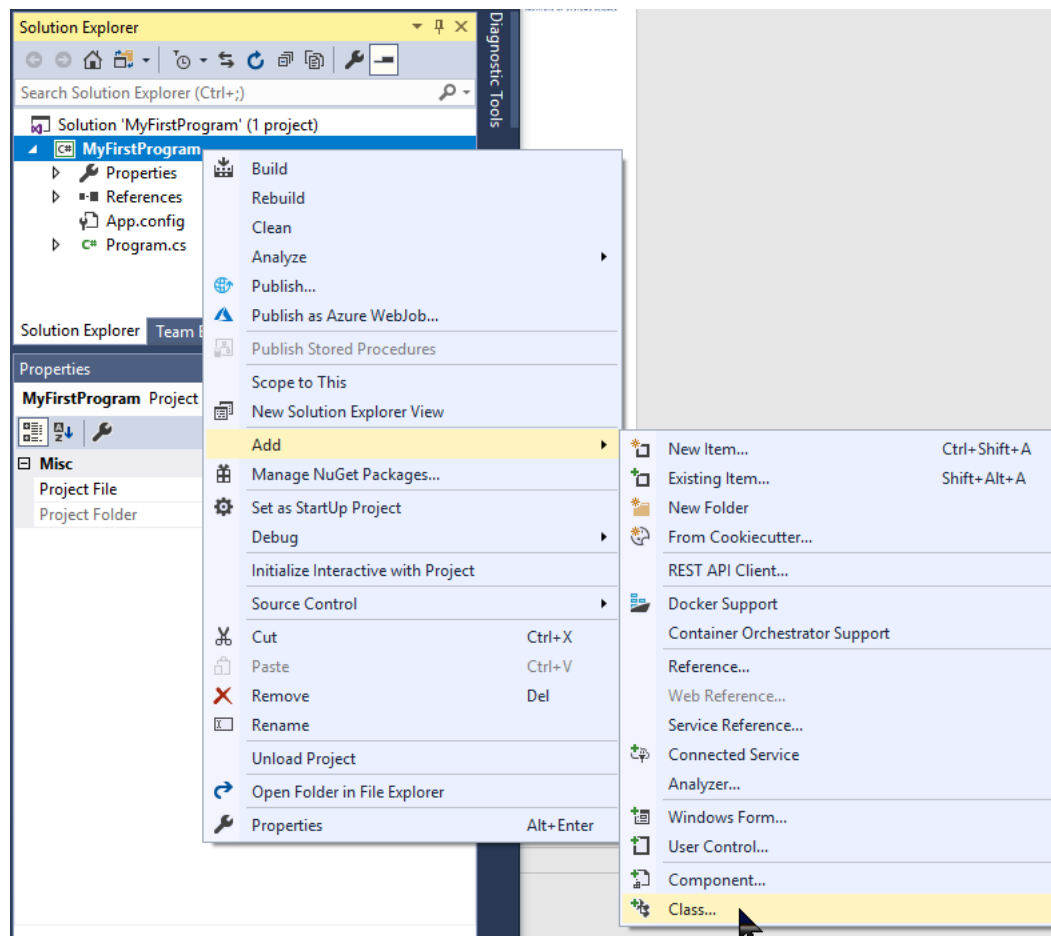 Solution Explorer
Diagnostic Tools
Search Solution Explorer (Ctrl+;)
Solution 'MyFirstProgram' (1 project)
C# MyFirstProgram
Properties
References
App.config
C# Program.cs
Solution Explorer Team
Properties
MyFirstProgram Project
Misc
Project File
Project Folder
Build
Rebuild
Clean
Analyze
Publish...
Publish as Azure WebJob...
Publish Stored Procedures
Scope to This
New Solution Explorer View
Add
Manage NuGet Packages...
Set as StartUp Project
Debug
Initialize Interactive with Project
Source Control
Cut Ctrl+X
Paste Ctrl+V
Remove Del
Rename
Unload Project
Open Folder in File Explorer
Properties Alt+Enter
New Item... Ctrl+Shift+A
Existing Item... Shift+Alt+A
New Folder
From Cookiecutter...
REST API Client...
Docker Support
Container Orchestrator Support
Reference...
Web Reference...
Service Reference...
Connected Service
Analyzer...
Windows Form...
User Control...
Component...
Class...